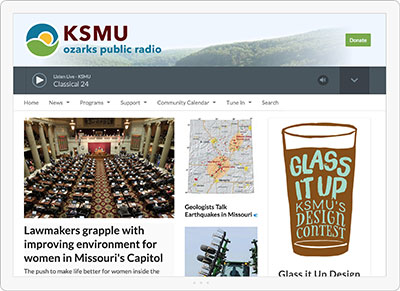 KSMU
ozarks public radio
Donate
Listen Live - KSMU
Classical 24
Home News Programs Support Community Calendar Tune In Search
Lawmakers grapple with
improving environment for
women in Missouri's Capitol
The push to make life better for women inside the
Geologists Talk
Earthquakes in Missouri
GLASS
IT UP
KSMU'S
DESIGN
CONTEST
Glass it Up Design